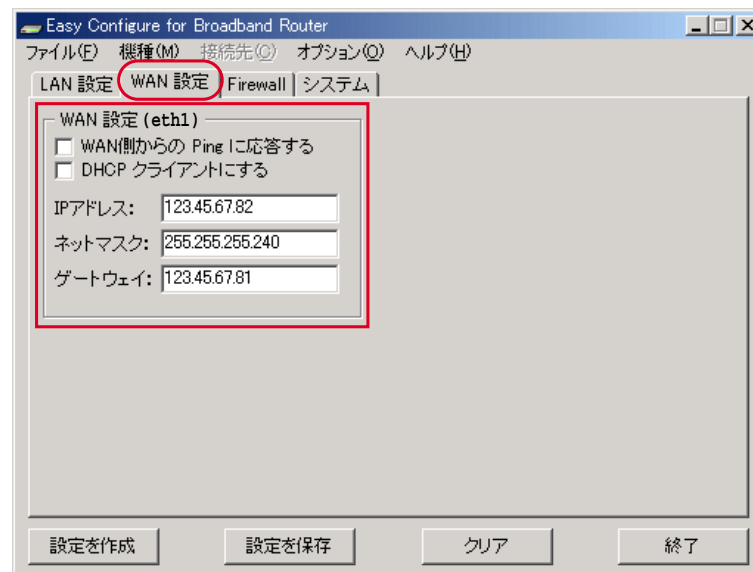 Easy Configure for Broadband Router
ファイル(F) 機種(M) 接続先(C) オプション(O) ヘルプ(H)
LAN 設定 WAN 設定 Firewall システム
WAN 設定 (eth1)
WAN側からの Ping に応答する
DHCP クライアントにする
IPアドレス: 123.45.67.82
ネットマスク: 255.255.255.240
ゲートウェイ: 123.45.67.81
設定を作成 設定を保存 クリア 終了